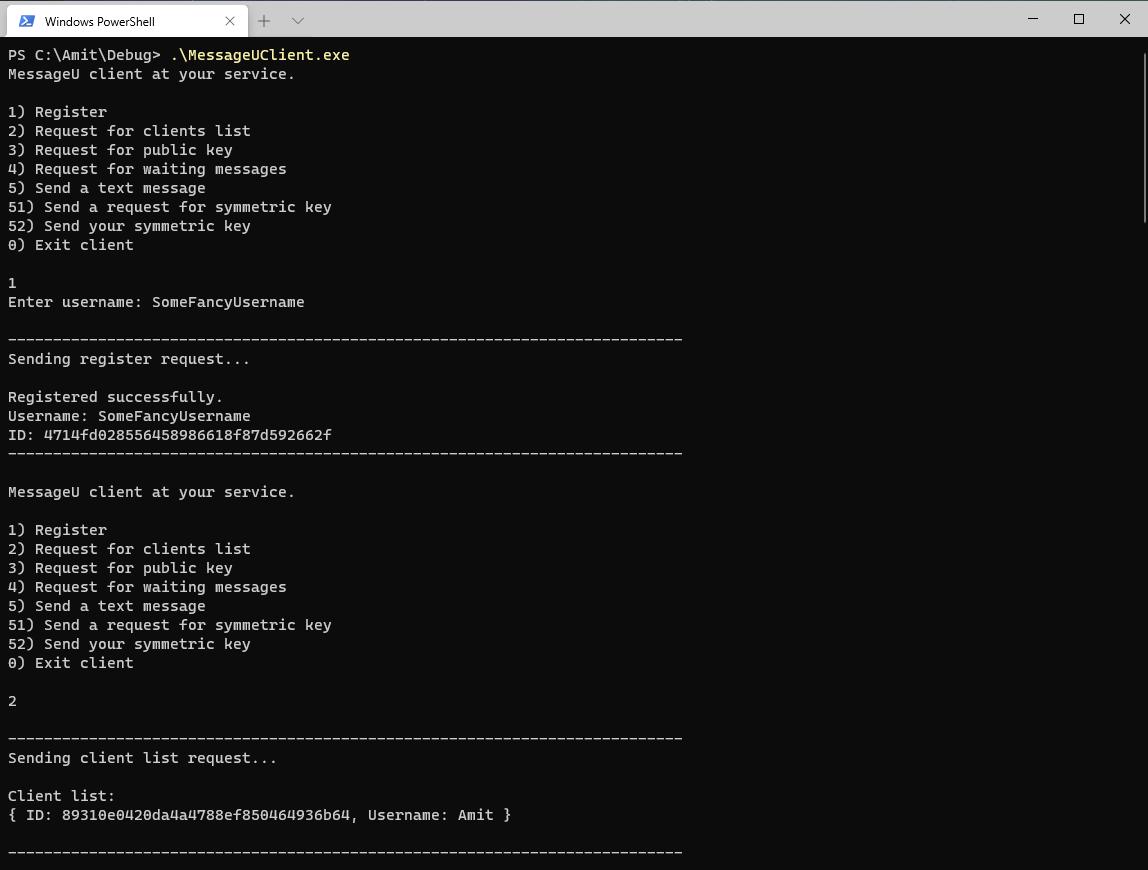 Windows PowerShell
PS C:\Amit\Debug> .\MessageUClient.exe
MessageU client at your service.
1) Register
2) Request for clients list
3) Request for public key
4) Request for waiting messages
5) Send a text message
51) Send a request for symmetric key
52) Send your symmetric key
0) Exit client
1
Enter username: SomeFancyUsername
---------------------------------------------------------------------------
Sending register request...
Registered successfully.
Username: SomeFancyUsername
ID: 4714fd028556458986618f87d592662f
---------------------------------------------------------------------------
MessageU client at your service.
1) Register
2) Request for clients list
3) Request for public key
4) Request for waiting messages
5) Send a text message
51) Send a request for symmetric key
52) Send your symmetric key
0) Exit client
2
---------------------------------------------------------------------------
Sending client list request...
Client list:
{ ID: 89310e0420da4a4788ef850464936b64, Username: Amit }
---------------------------------------------------------------------------